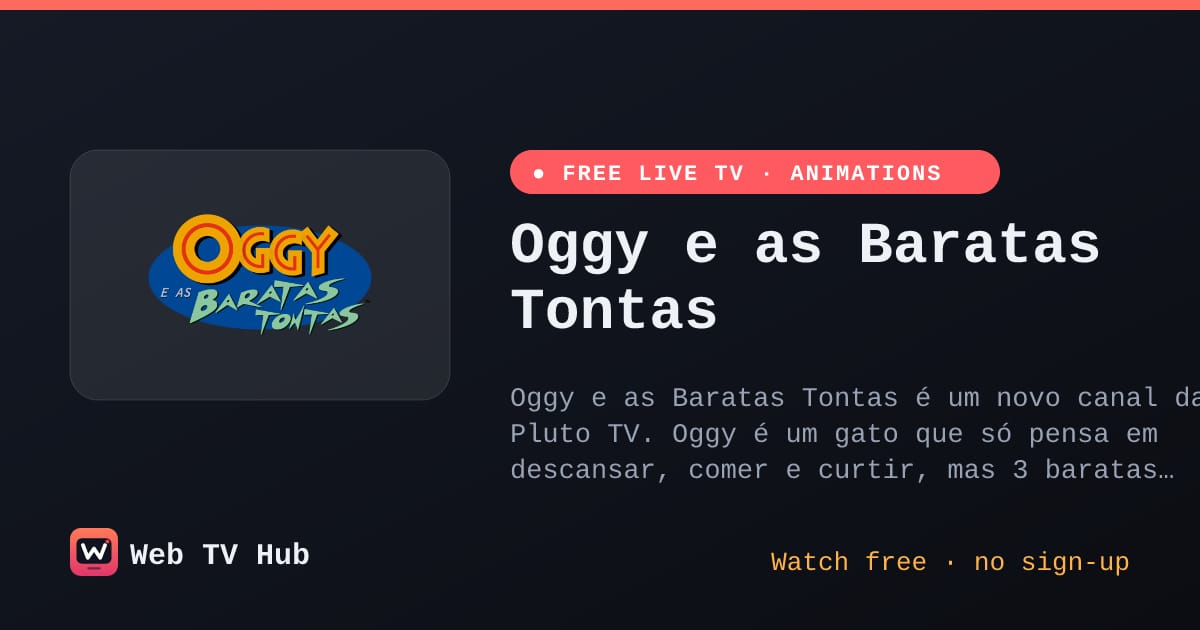 OGGY
E AS BARATAS
TONTAS
● FREE LIVE TV · ANIMATIONS
Oggy e as Baratas
Tontas
Oggy e as Baratas Tontas é um novo canal da
Pluto TV. Oggy é um gato que só pensa em
descansar, comer e curtir, mas 3 baratas…
W
Web TV Hub
Watch free · no sign-up